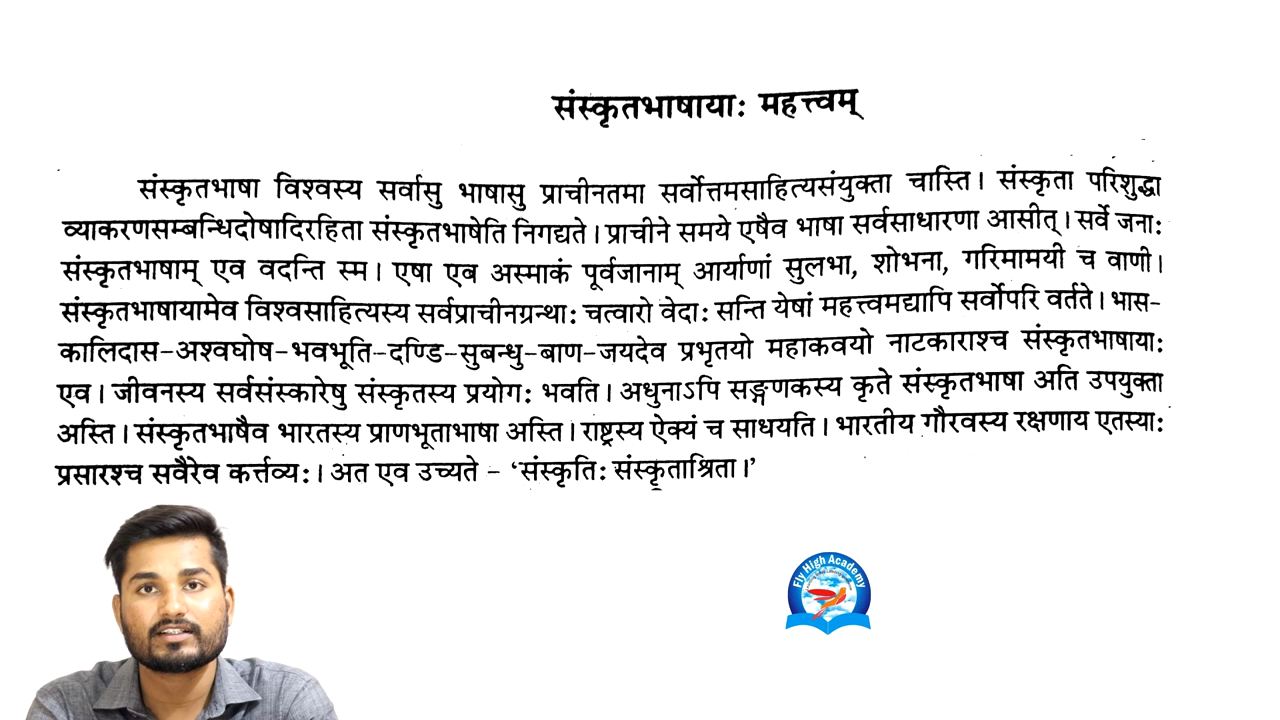 संस्कृतभाषायाः महत्त्वम्
संस्कृतभाषा विश्वस्य सर्वासु भाषासु प्राचीनतमा सर्वोत्तमसाहित्यसंयुक्ता चास्ति। संस्कृता परिशुद्धा
व्याकरणसम्बन्धिदोषादिरहिता संस्कृतभाषेति निगद्यते। प्राचीने समये एषैव भाषा सर्वसाधारणा आसीत्। सर्वे जनाः
संस्कृतभाषाम् एव वदन्ति स्म। एषा एव अस्माकं पूर्वजानाम् आर्याणां सुलभा, शोभना, गरिमामयी च वाणी।
संस्कृतभाषायामेव विश्वसाहित्यस्य सर्वप्राचीनग्रन्थाः चत्वारो वेदाः सन्ति येषां महत्त्वमद्यापि सर्वोपरि वर्तते। भास-
कालिदास-अश्वघोष-भवभूति-दण्डि-सुबन्धु-बाण-जयदेव प्रभृतयो महाकवयो नाटकाराश्च संस्कृतभाषायाः
एव। जीवनस्य सर्वसंस्कारेषु संस्कृतस्य प्रयोगः भवति। अधुनाऽपि सङ्गणकस्य कृते संस्कृतभाषा अति उपयुक्ता
अस्ति। संस्कृतभाषैव भारतस्य प्राणभूताभाषा अस्ति। राष्ट्रस्य ऐक्यं च साधयति। भारतीय गौरवस्य रक्षणाय एतस्याः
प्रसारश्च सवैरेव कर्त्तव्यः। अत एव उच्यते - 'संस्कृतिः संस्कृताश्रिता।'
Fly High Academy